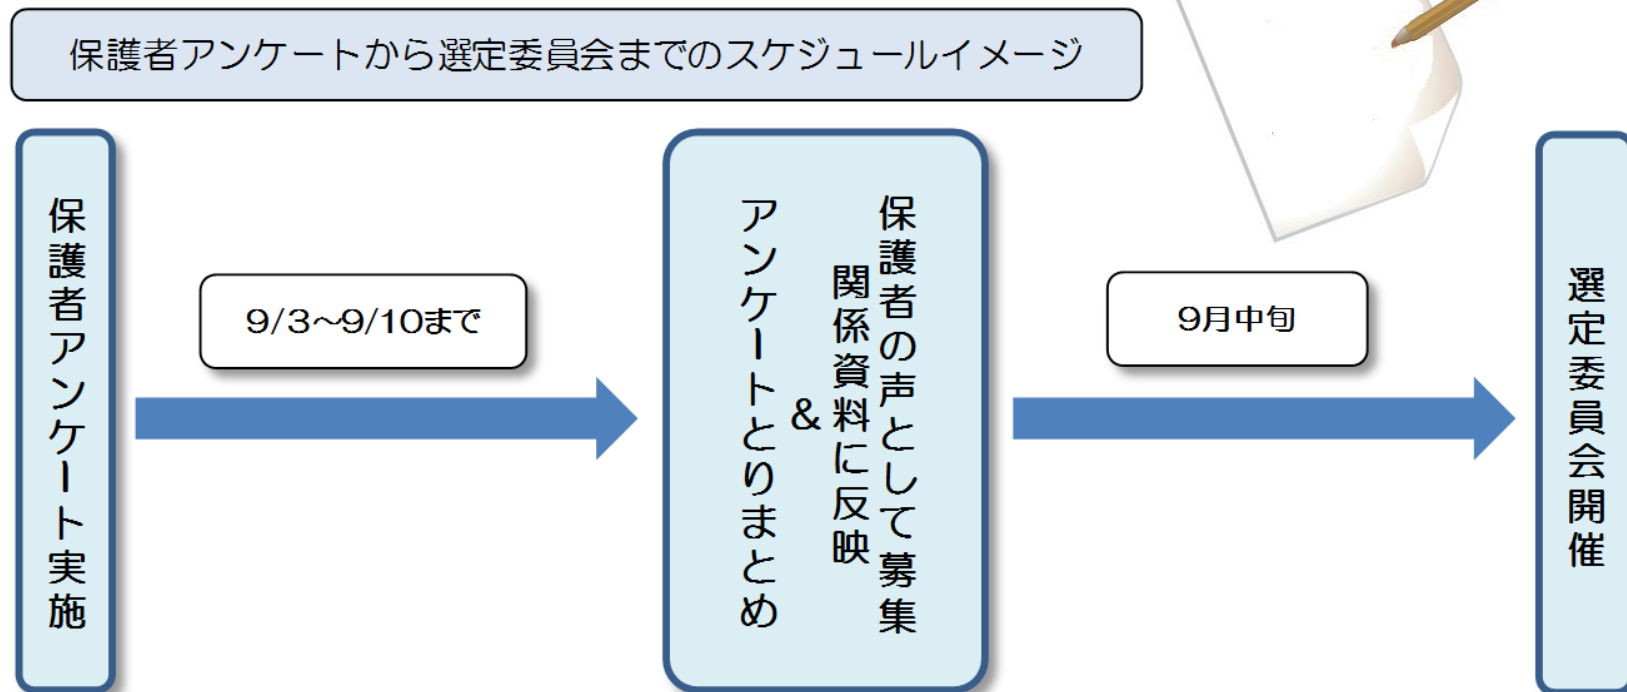 保護者アンケートから選定委員会までのスケジュールイメージ
保護者アンケート実施
9/3～9/10まで
アンケートとりまとめ
&
保護者の声として募集
関係資料に反映
9月中旬
選定委員会開催